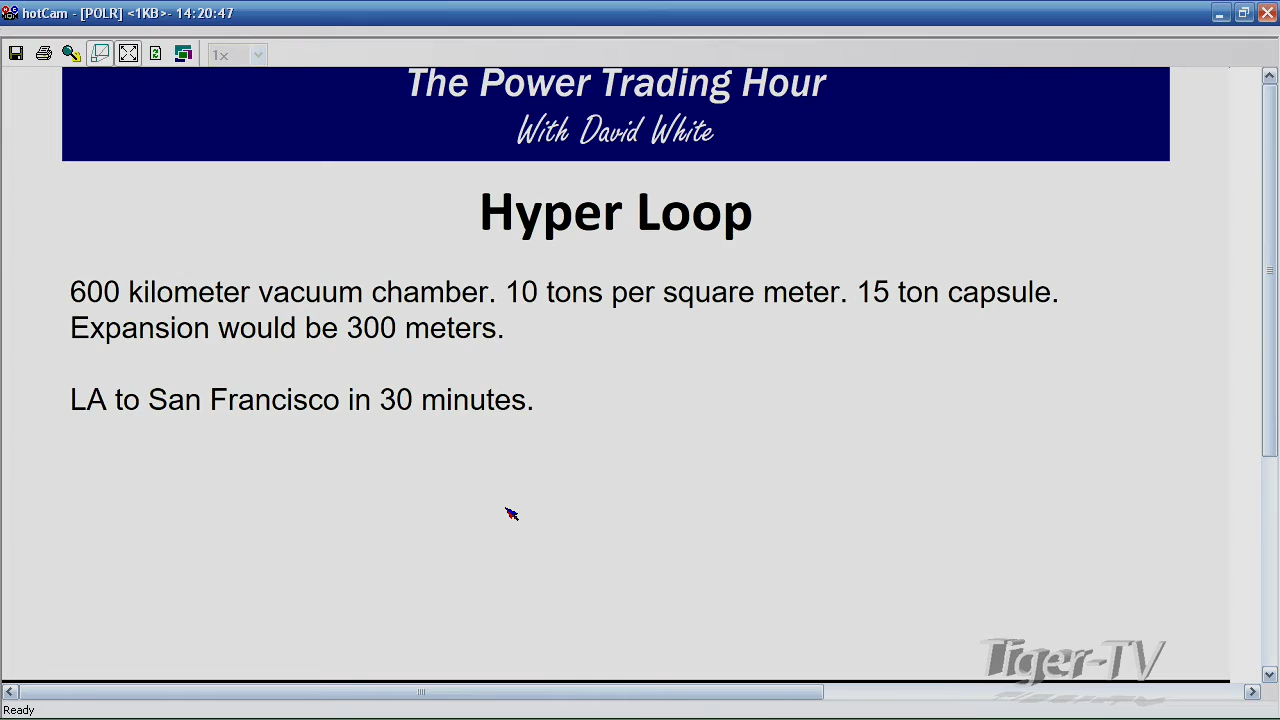 hotCam - [POLR] <1KB>- 14:20:47
1x
The Power Trading Hour
With David White
Hyper Loop
600 kilometer vacuum chamber. 10 tons per square meter. 15 ton capsule.
Expansion would be 300 meters.
LA to San Francisco in 30 minutes.
Tiger-TV
Ready